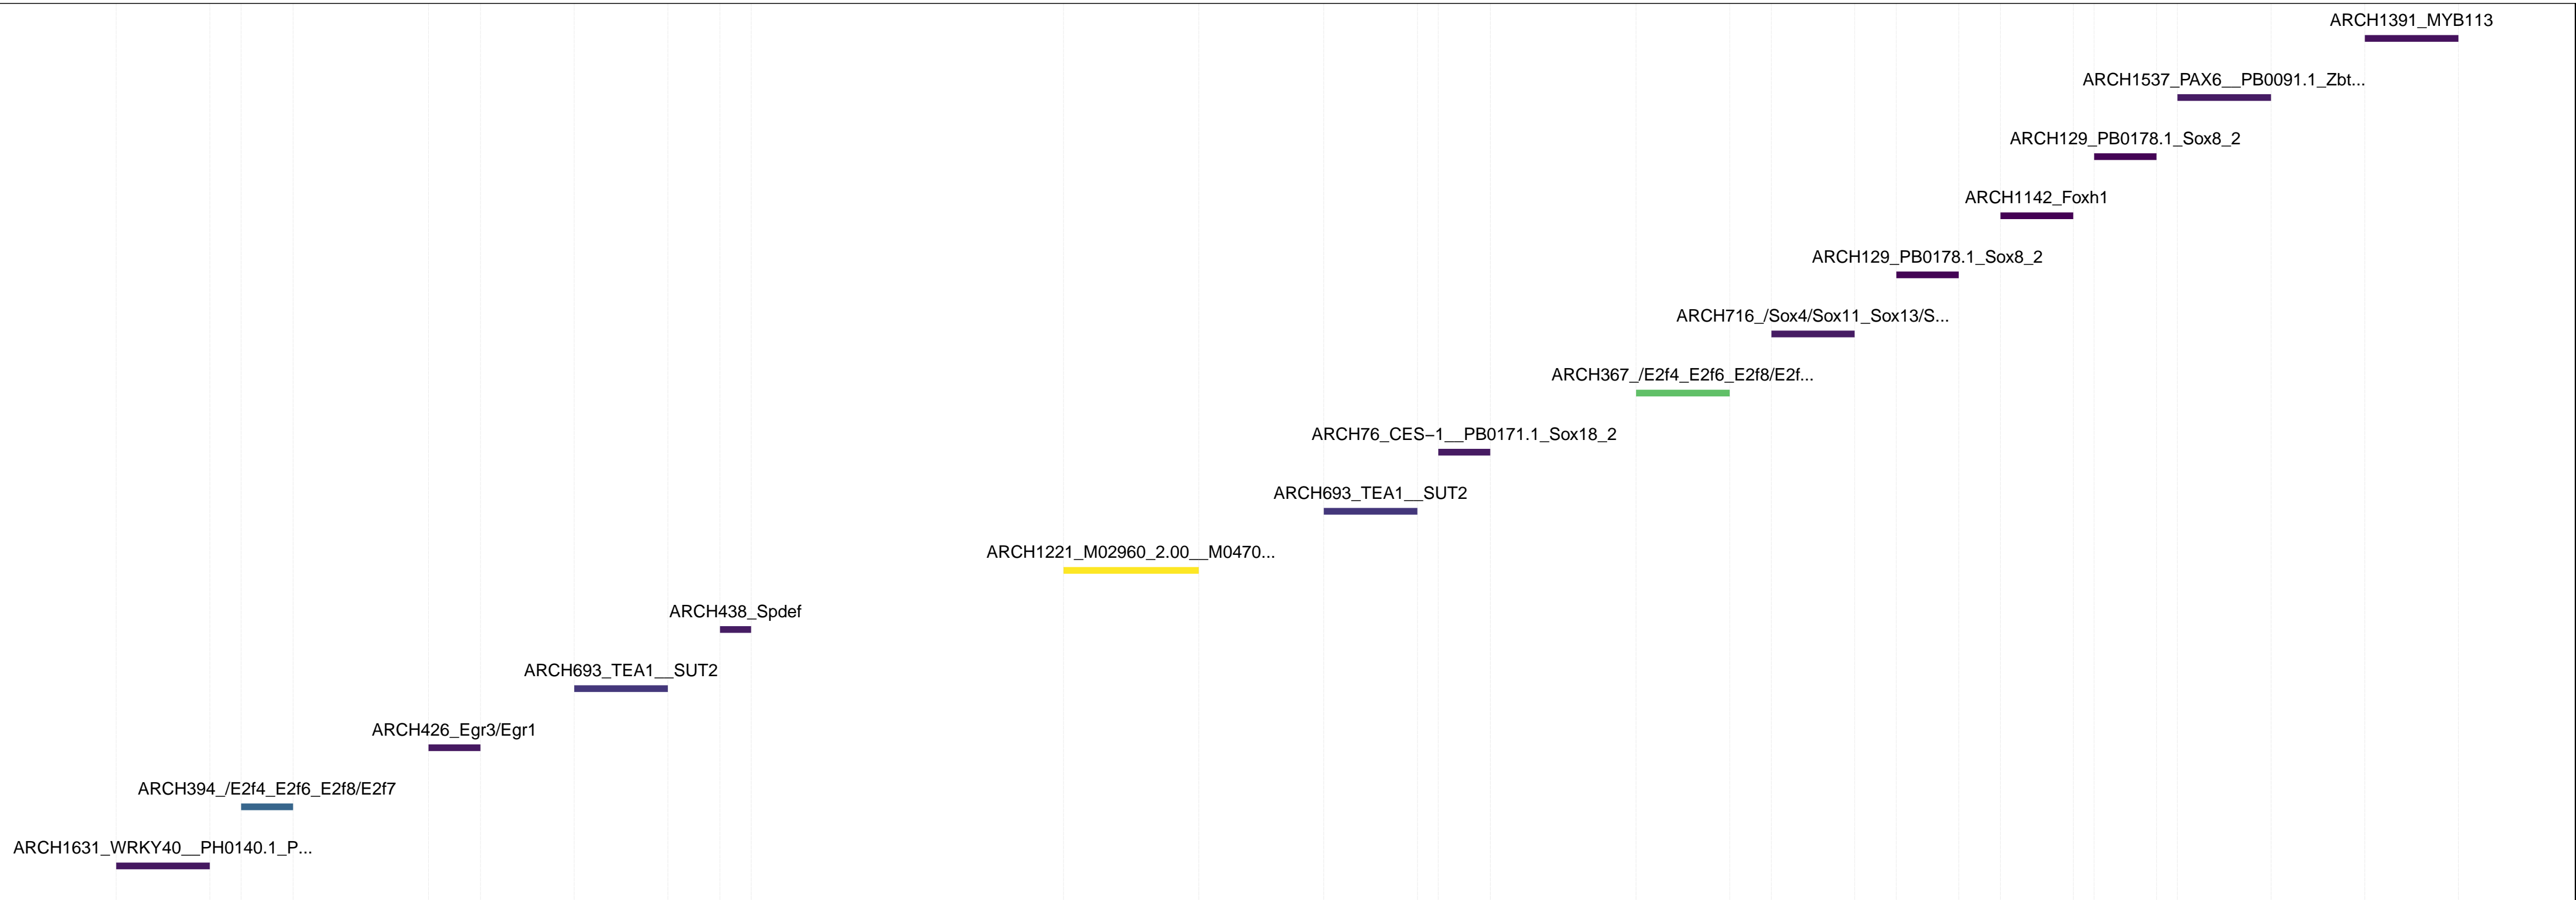 ARCH1391_MYB113
ARCH1537_PAX6__PB0091.1_Zbt...
ARCH129_PB0178.1_Sox8_2
ARCH1142_Foxh1
ARCH129_PB0178.1_Sox8_2
ARCH716_/Sox4/Sox11_Sox13/S...
ARCH367_/E2f4_E2f6_E2f8/E2f...
ARCH76_CES−1__PB0171.1_Sox18_2
ARCH693_TEA1__SUT2
ARCH1221_M02960_2.00__M0470...
ARCH438_Spdef
ARCH693_TEA1__SUT2
ARCH426_Egr3/Egr1
ARCH394_/E2f4_E2f6_E2f8/E2f7
ARCH1631_WRKY40__PH0140.1_P...